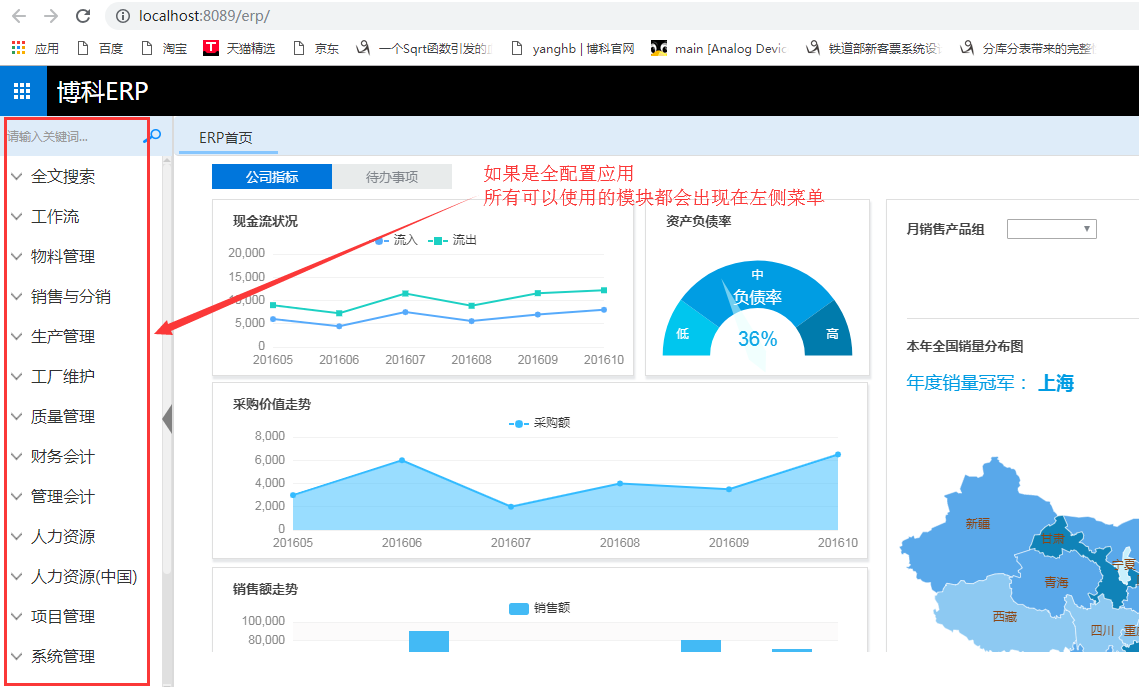 localhost:8089/erp/
应用 百度 淘宝 T 天猫精选 京东 一个Sqrt函数引发的 yanghb | 博科官网 main [Analog Devic 铁道部新客票系统设 分库分表带来的完整
博科ERP
请输入关键词...
ERP首页
全文搜索
工作流
物料管理
销售与分销
生产管理
工厂维护
质量管理
财务会计
管理会计
人力资源
人力资源(中国)
项目管理
系统管理
公司指标 待办事项
如果是全配置应用
所有可以使用的模块都会出现在左侧菜单
现金流状况
流入 流出
20,000
15,000
10,000
5,000
0
201605 201606 201607 201608 201609 201610
资产负债率
中
负债率
低 36% 高
采购价值走势
采购额
8,000
6,000
4,000
2,000
0
201605 201606 201607 201608 201609 201610
销售额走势
销售额
100,000
80,000
月销售产品组
本年全国销量分布图
年度销量冠军： 上海
新疆
甘肃
宁夏
青海
西藏
四川